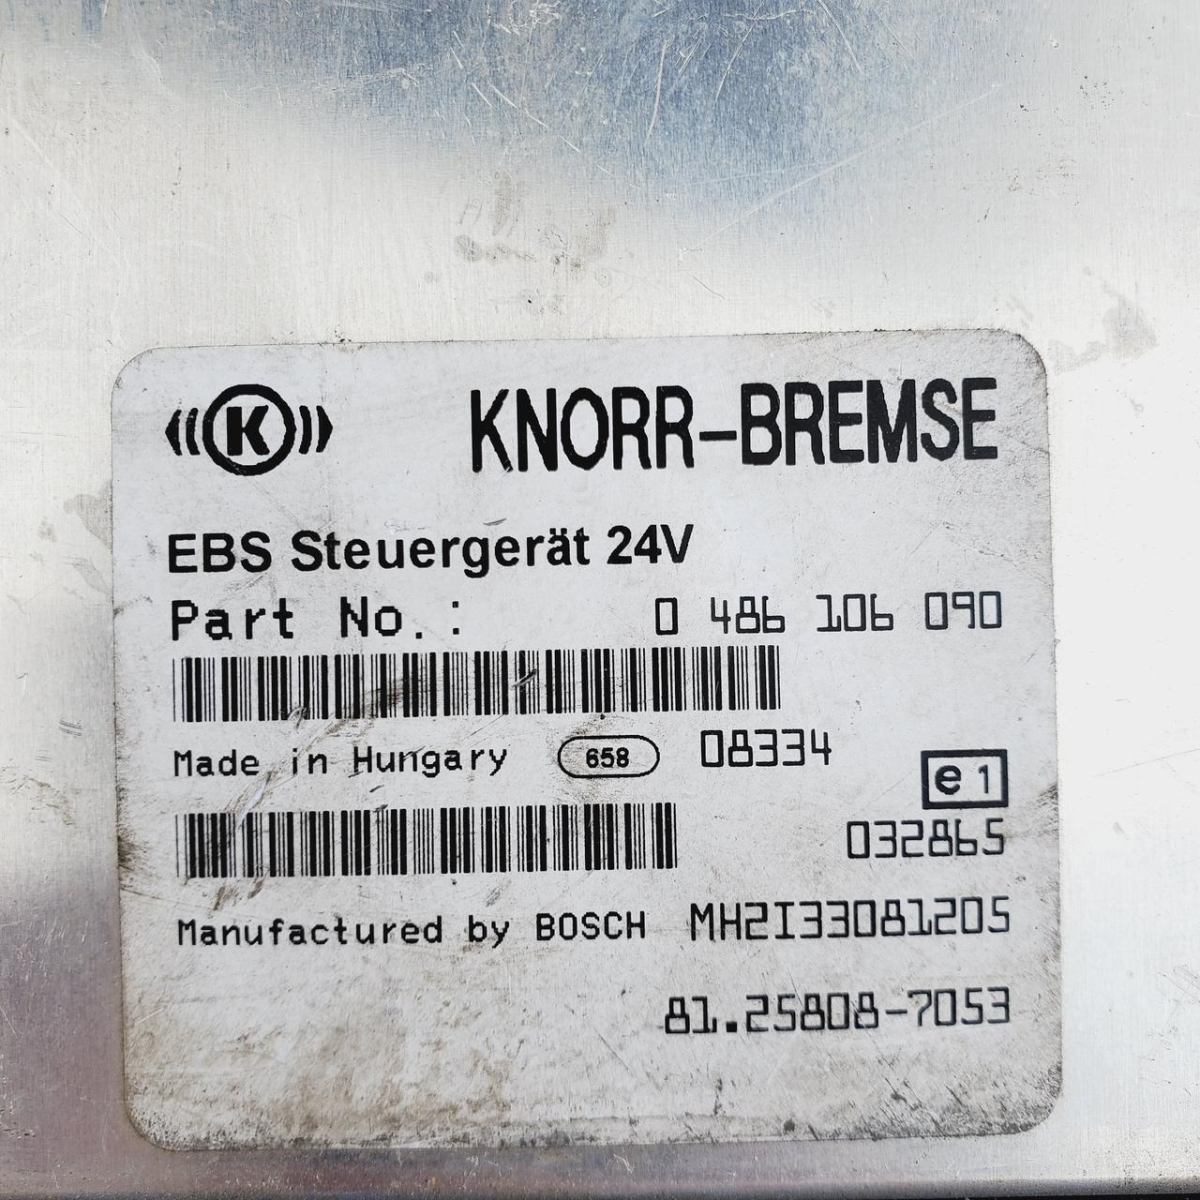 K KNORR-BREMSE
EBS Steuergerät 24V
Part No.: 0 486 106 090
Made in Hungary 658 08334
e1
032865
Manufactured by BOSCH MH2I33081205
81.25808-7053